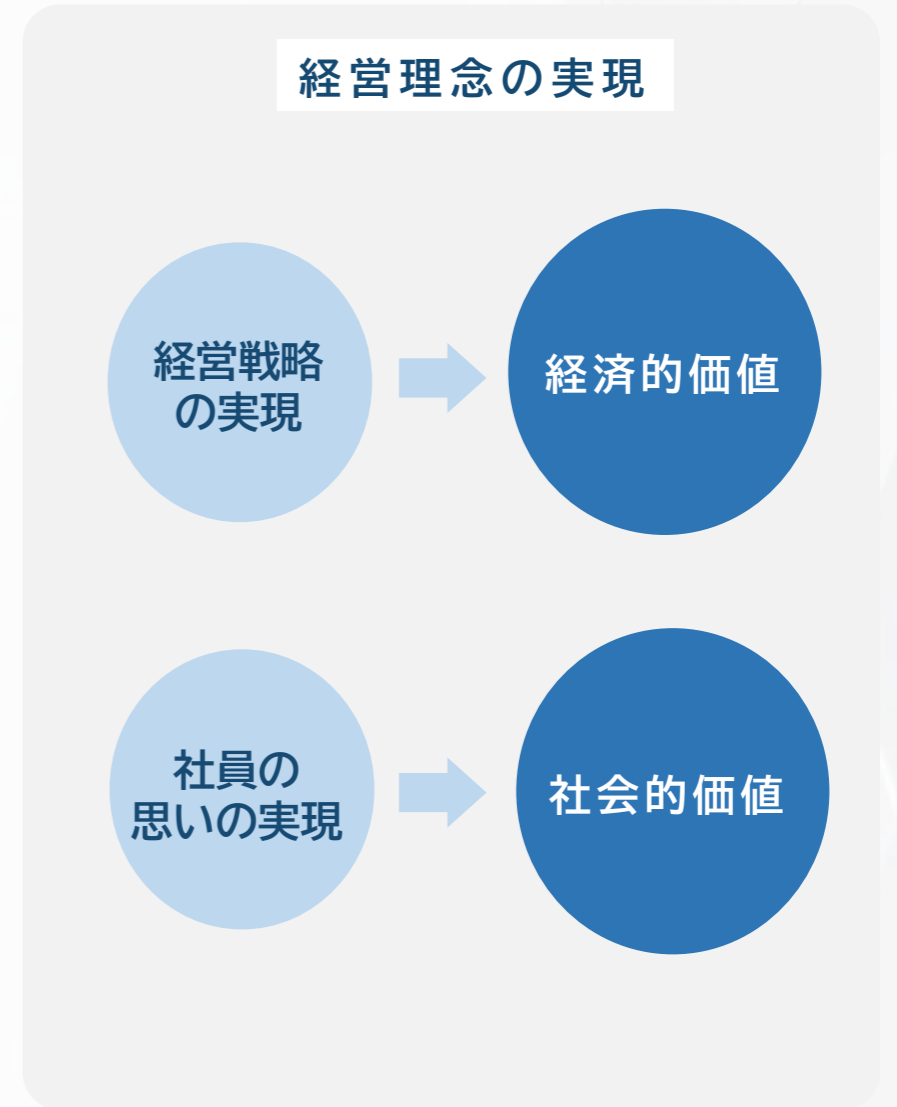 経営理念の実現
経営戦略
の実現
経済的価値
社員の
思いの実現
社会的価値